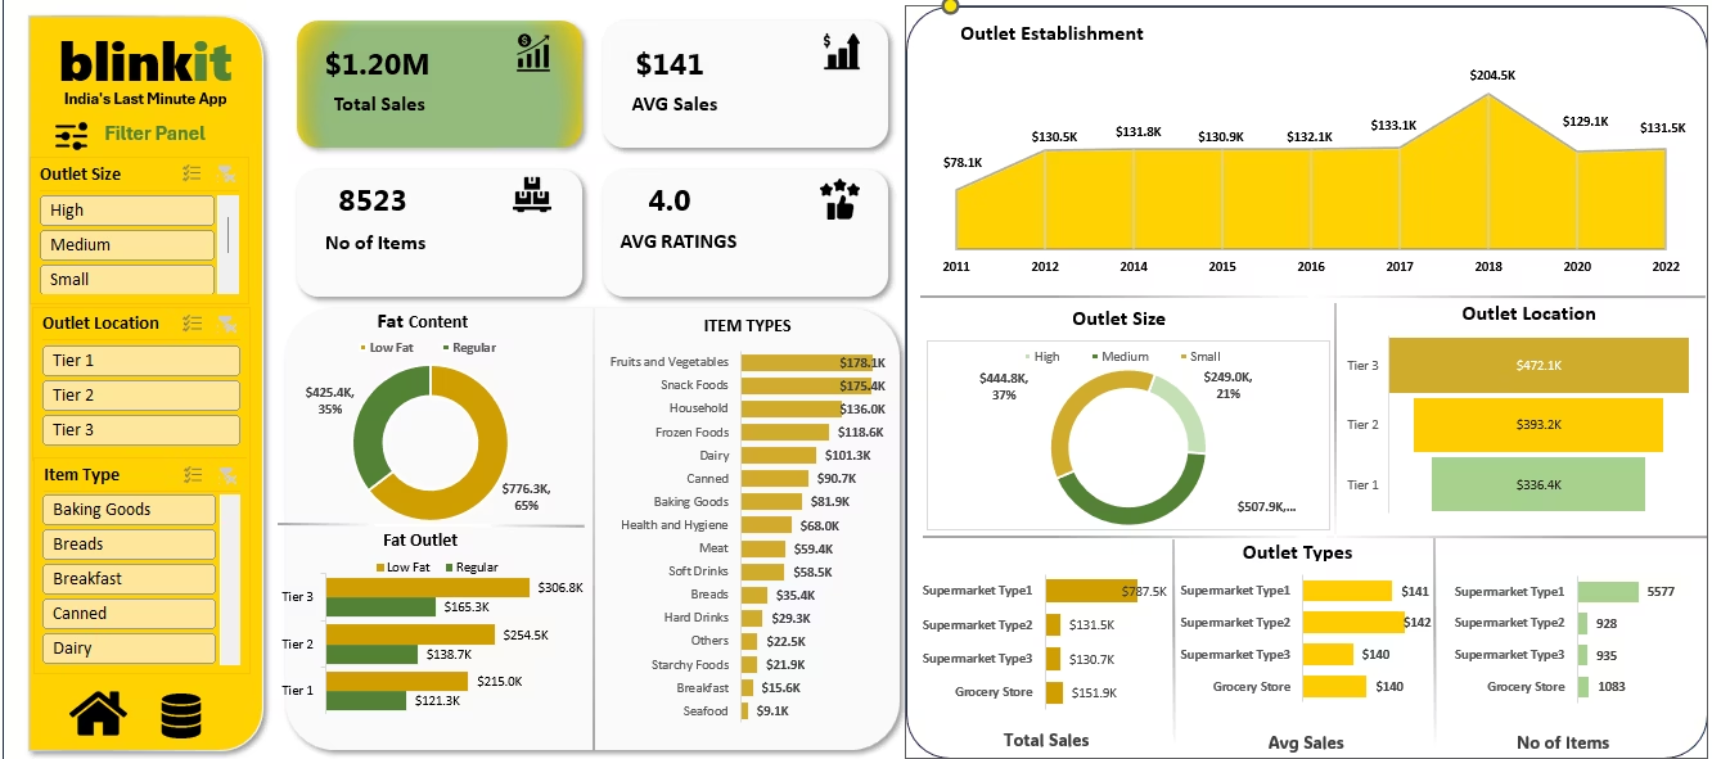 blinkit
India's Last Minute App
Filter Panel
Outlet Size
High
Medium
Small
Outlet Location
Tier 1
Tier 2
Tier 3
Item Type
Baking Goods
Breads
Breakfast
Canned
Dairy
$1.20M
Total Sales
$141
AVG Sales
8523
No of Items
4.0
AVG RATINGS
Fat Content
Low Fat Regular
$425.4K,
35%
$776.3K,
65%
Fat Outlet
Low Fat Regular
Tier 3 $306.8K
$165.3K
Tier 2 $254.5K
$138.7K
Tier 1 $215.0K
$121.3K
ITEM TYPES
Fruits and Vegetables $178.1K
Snack Foods $175.4K
Household $136.0K
Frozen Foods $118.6K
Dairy $101.3K
Canned $90.7K
Baking Goods $81.9K
Health and Hygiene $68.0K
Meat $59.4K
Soft Drinks $58.5K
Breads $35.4K
Hard Drinks $29.3K
Others $22.5K
Starchy Foods $21.9K
Breakfast $15.6K
Seafood $9.1K
Outlet Establishment
$78.1K $130.5K $131.8K $130.9K $132.1K $133.1K $204.5K $129.1K $131.5K
2011 2012 2014 2015 2016 2017 2018 2020 2022
Outlet Size
High Medium Small
$444.8K,
37%
$249.0K,
21%
$507.9K,...
Outlet Location
Tier 3 $472.1K
Tier 2 $393.2K
Tier 1 $336.4K
Outlet Types
Supermarket Type1 $787.5K
Supermarket Type2 $131.5K
Supermarket Type3 $130.7K
Grocery Store $151.9K
Total Sales
Supermarket Type1 $141
Supermarket Type2 $142
Supermarket Type3 $140
Grocery Store $140
Avg Sales
Supermarket Type1 5577
Supermarket Type2 928
Supermarket Type3 935
Grocery Store 1083
No of Items